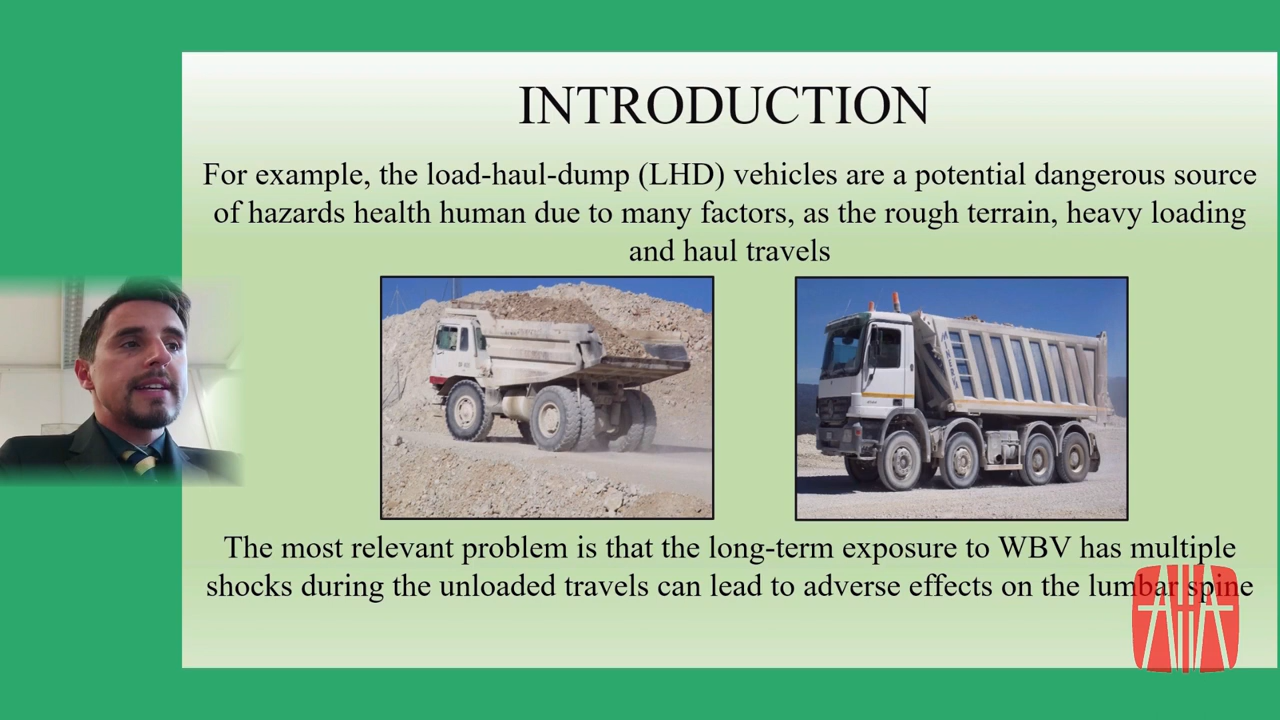 INTRODUCTION
For example, the load-haul-dump (LHD) vehicles are a potential dangerous source
of hazards health human due to many factors, as the rough terrain, heavy loading
and haul travels
The most relevant problem is that the long-term exposure to WBV has multiple
shocks during the unloaded travels can lead to adverse effects on the lumbar spine